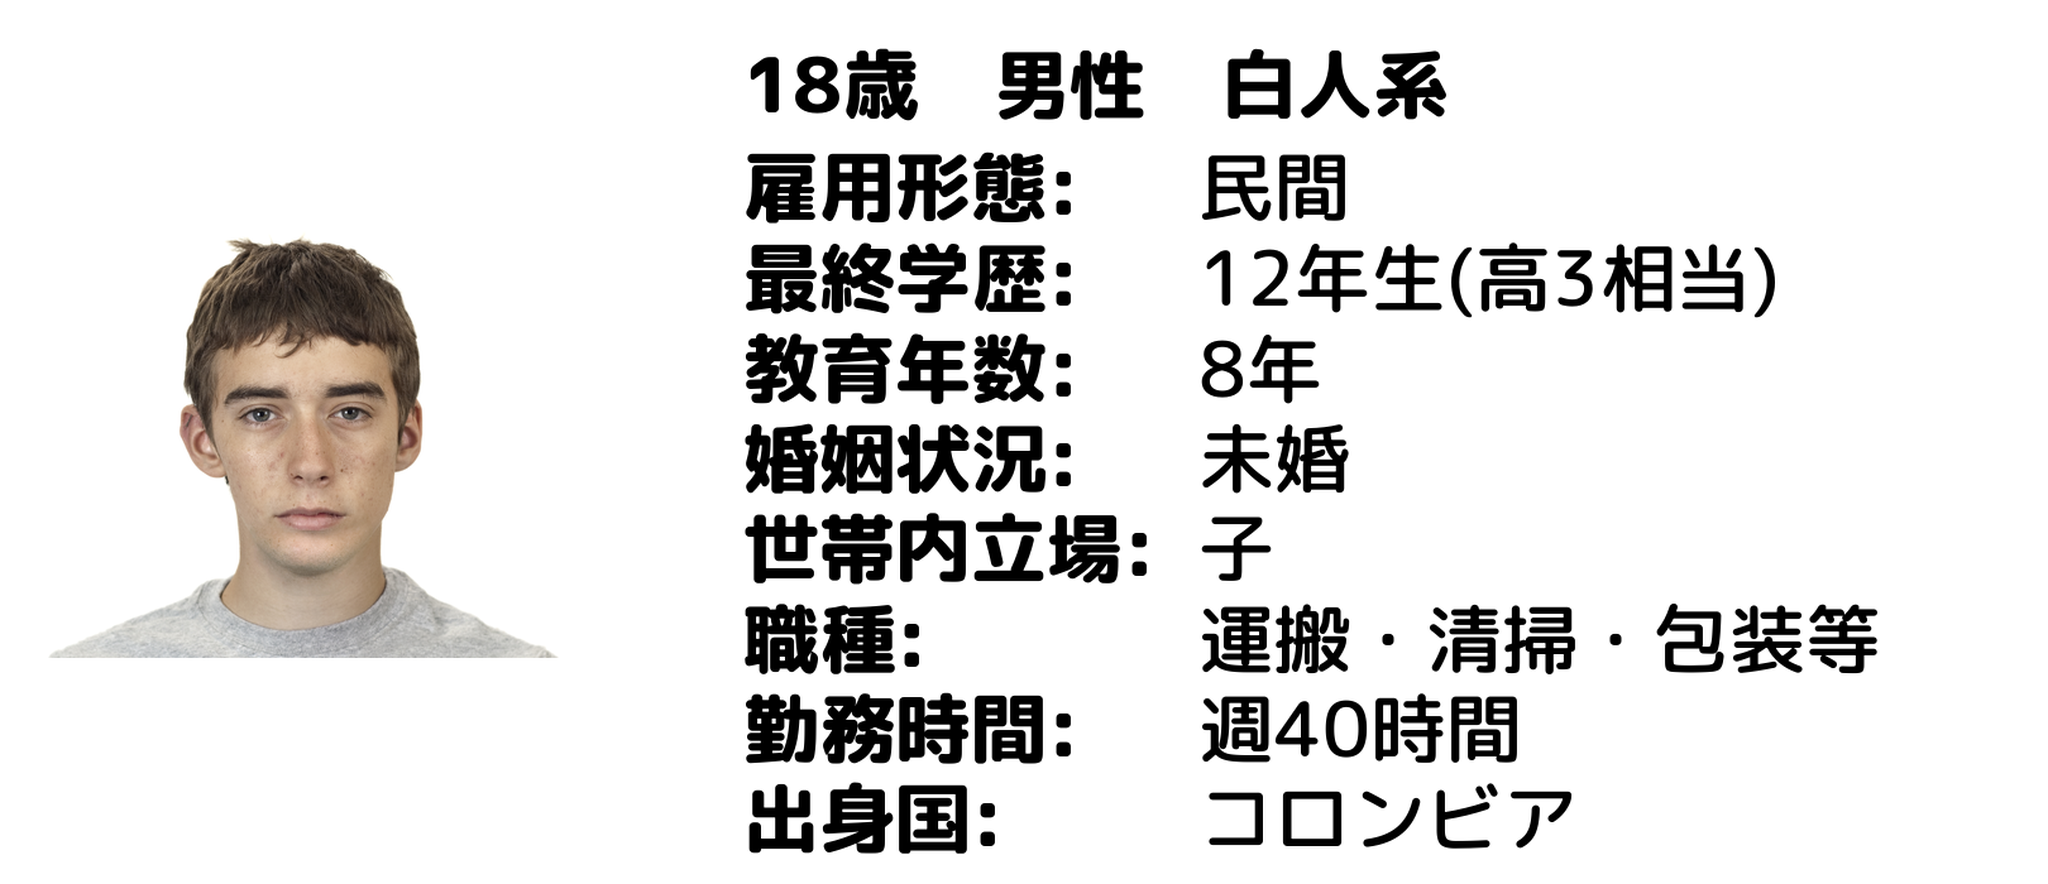 18歳　男性　白人系
雇用形態:　民間
最終学歴:　12年生(高3相当)
教育年数:　8年
婚姻状況:　未婚
世帯内立場:　子
職種:　運搬・清掃・包装等
勤務時間:　週40時間
出身国:　コロンビア